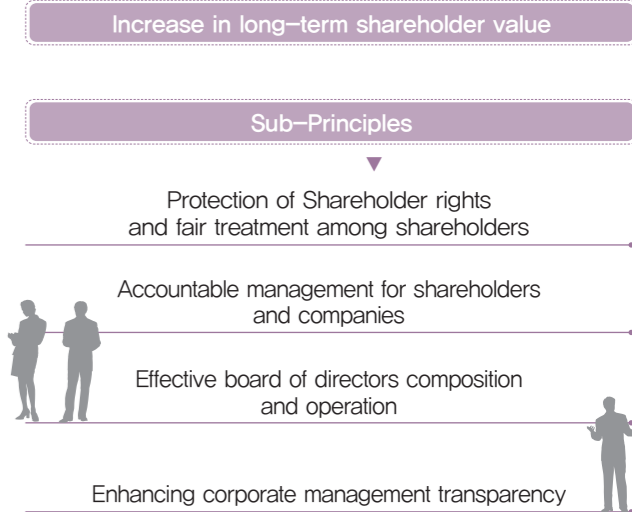 Increase in long-term shareholder value
Sub-Principles
▼
Protection of Shareholder rights
and fair treatment among shareholders
Accountable management for shareholders
and companies
Effective board of directors composition
and operation
Enhancing corporate management transparency